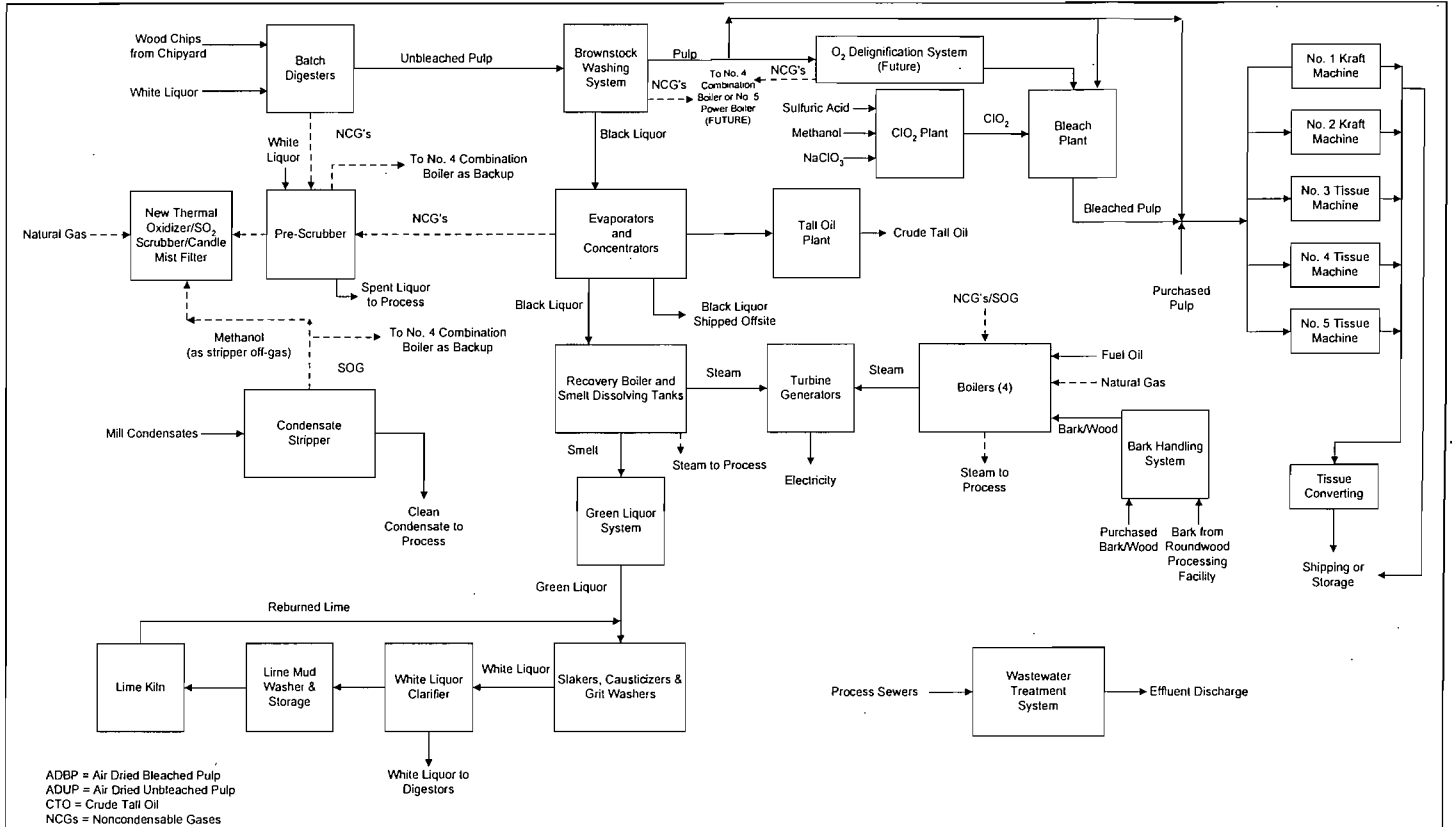 Wood Chips
from Chipyard
White Liquor
Batch
Digesters
Unbleached Pulp
Brownstock
Washing
System
Pulp
NCG's
To No. 4
Combination
Boiler or No. 5
Power Boiler
(FUTURE)
NCG's
O2 Delignification System
(Future)
Sulfuric Acid
Methanol
NaClO3
ClO2 Plant
ClO2
Bleach
Plant
No. 1 Kraft
Machine
No. 2 Kraft
Machine
No. 3 Tissue
Machine
No. 4 Tissue
Machine
No. 5 Tissue
Machine
NCG's
White
Liquor
To No. 4 Combination
Boiler as Backup
Black Liquor
Bleached Pulp
Purchased
Pulp
Natural Gas
New Thermal
Oxidizer/SO2
Scrubber/Candle
Mist Filter
Pre-Scrubber
NCG's
Evaporators
and
Concentrators
Tall Oil
Plant
Crude Tall Oil
Spent Liquor
to Process
Black Liquor
Black Liquor
Shipped Offsite
Methanol
(as stripper off-gas)
To No. 4 Combination
Boiler as Backup
SOG
NCG's/SOG
Recovery Boiler and
Smelt Dissolving Tanks
Steam
Turbine
Generators
Steam
Boilers (4)
Fuel Oil
Natural Gas
Bark/Wood
Bark Handling
System
Mill Condensates
Condensate
Stripper
Smelt
Steam to Process
Electricity
Steam to
Process
Tissue
Converting
Clean
Condensate to
Process
Green Liquor
System
Purchased
Bark/Wood
Bark from
Roundwood
Processing
Facility
Shipping or
Storage
Green Liquor
Reburned Lime
Lime Kiln
Lime Mud
Washer &
Storage
White Liquor
Clarifier
White Liquor
Slakers, Causticizers &
Grit Washers
Process Sewers
Wastewater
Treatment
System
Effluent Discharge
White Liquor to
Digestors
ADBP = Air Dried Bleached Pulp
ADUP = Air Dried Unbleached Pulp
CTO = Crude Tall Oil
NCGs = Noncondensable Gases